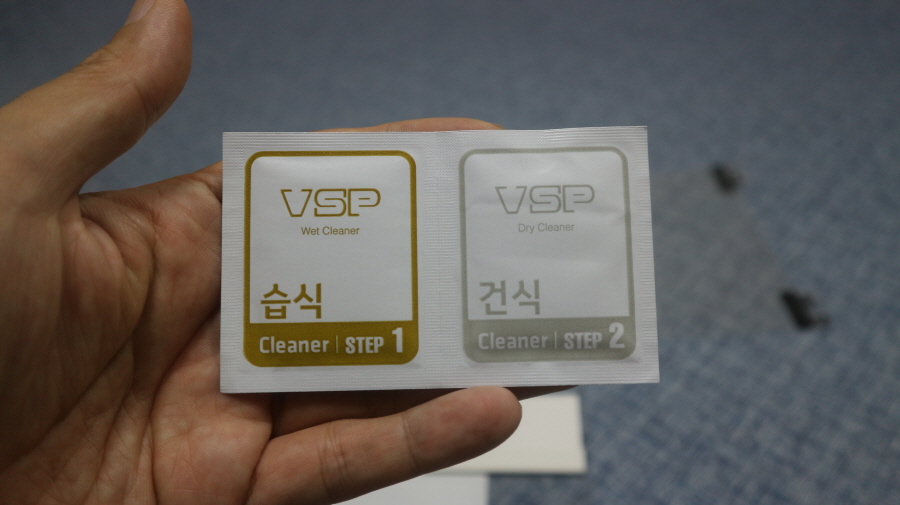 VSP
Wet Cleaner
습식
Cleaner | STEP 1
VSP
Dry Cleaner
건식
Cleaner | STEP 2